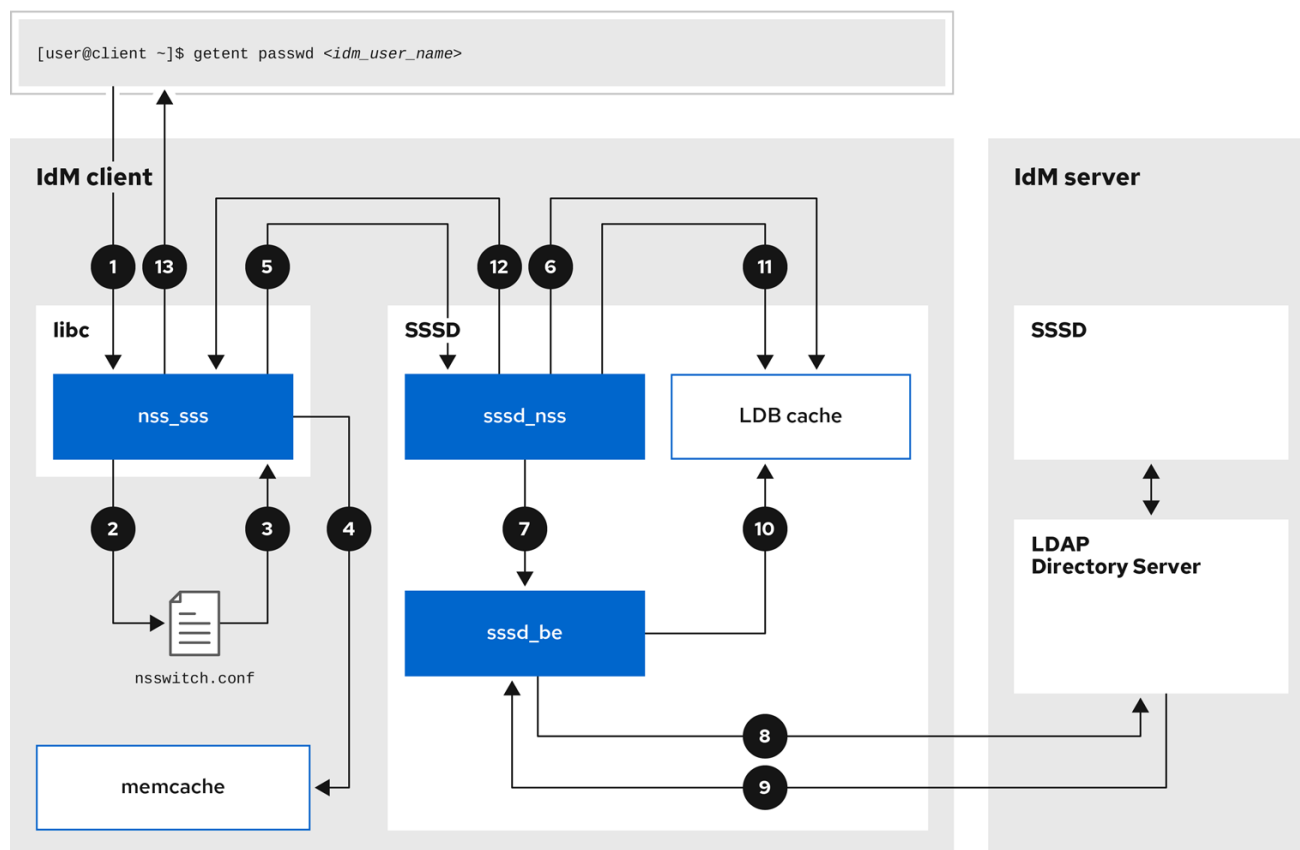 [user@client ~]$ getent passwd <idm_user_name>
IdM client
IdM server
1
13
5
12
6
11
libc
SSSD
SSSD
nss_sss
sssd_nss
LDB cache
2
3
4
7
10
LDAP
Directory Server
sssd_be
nsswitch.conf
8
memcache
9